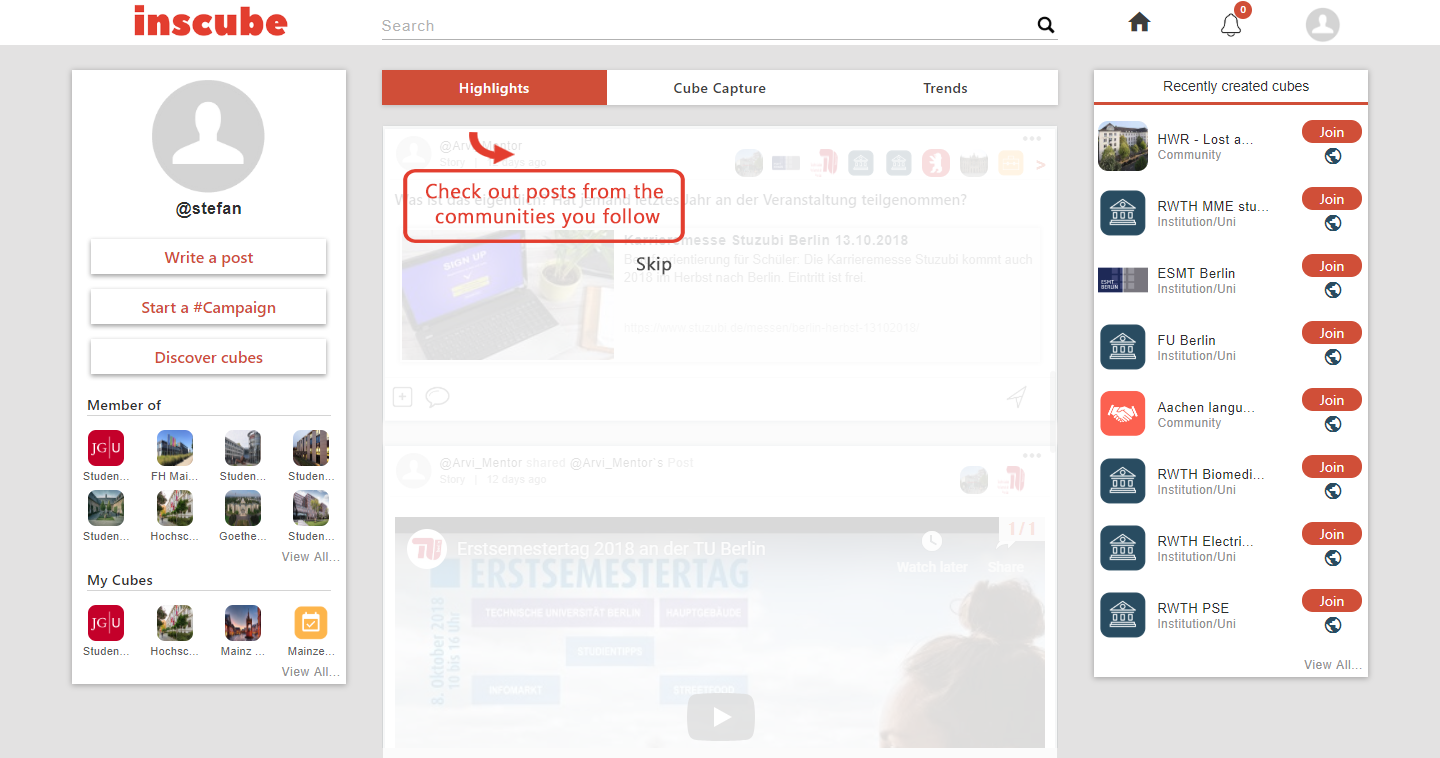 inscube
Search
0
@stefan
Write a post
Start a #Campaign
Discover cubes
Member of
JG|U
Studen...
FH Mai...
Studen...
Studen...
Studen...
Hochsc...
Goethe...
Studen...
View All...
My Cubes
JG|U
Studen...
Hochsc...
Mainz ...
Mainze...
View All...
Highlights
Cube Capture
Trends
@Arvi_Mentor
Story | days ago
Check out posts from the
communities you follow
Was ist das eigentlich? Hat jemand letztes Jahr an der Veranstaltung teilgenommen?
Skip
SIGN UP
Karrieremesse Stuzubi Berlin 13.10.2018
orientierung für Schüler. Die Karrieremesse Stuzubi kommt auch
2018 im Herbst nach Berlin. Eintritt ist frei.
https://www.stuzubi.de/messen/berlin-herbst-13102018/
@Arvi_Mentor shared @Arvi_Mentor`s Post
Story | 12 days ago
1 / 1
Erstsemestertag 2018 an der TU Berlin
Watch later
Share
ERSTSEMESTERTAG
8. Oktober 2018
10 bis 16 Uhr
TECHNISCHE UNIVERSITÄT BERLIN
HAUPTGEBÄUDE
STUDIENTIPPS
INFOMARKT
STREETFOOD
Recently created cubes
HWR - Lost a...
Community
Join
RWTH MME stu...
Institution/Uni
Join
ESMT
BERLIN
ESMT Berlin
Institution/Uni
Join
FU Berlin
Institution/Uni
Join
Aachen langu...
Community
Join
RWTH Biomedi...
Institution/Uni
Join
RWTH Electri...
Institution/Uni
Join
RWTH PSE
Institution/Uni
Join
View All...